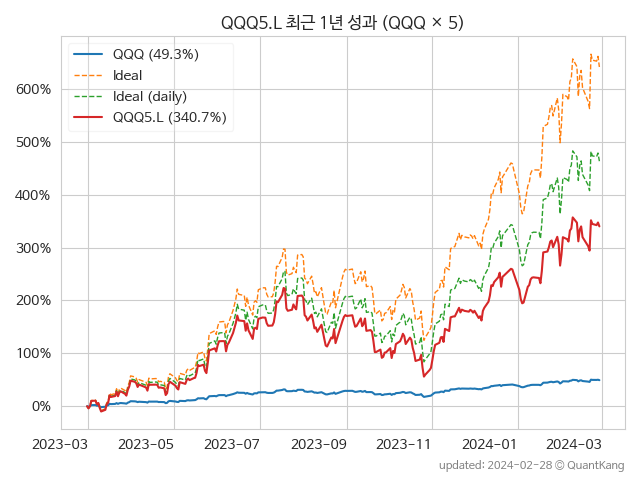 QQQ5.L 최근 1년 성과 (QQQ × 5)
QQQ (49.3%)
Ideal
Ideal (daily)
QQQ5.L (340.7%)
600%
500%
400%
300%
200%
100%
0%
2023-03 2023-05 2023-07 2023-09 2023-11 2024-01 2024-03
updated: 2024-02-28 © QuantKang